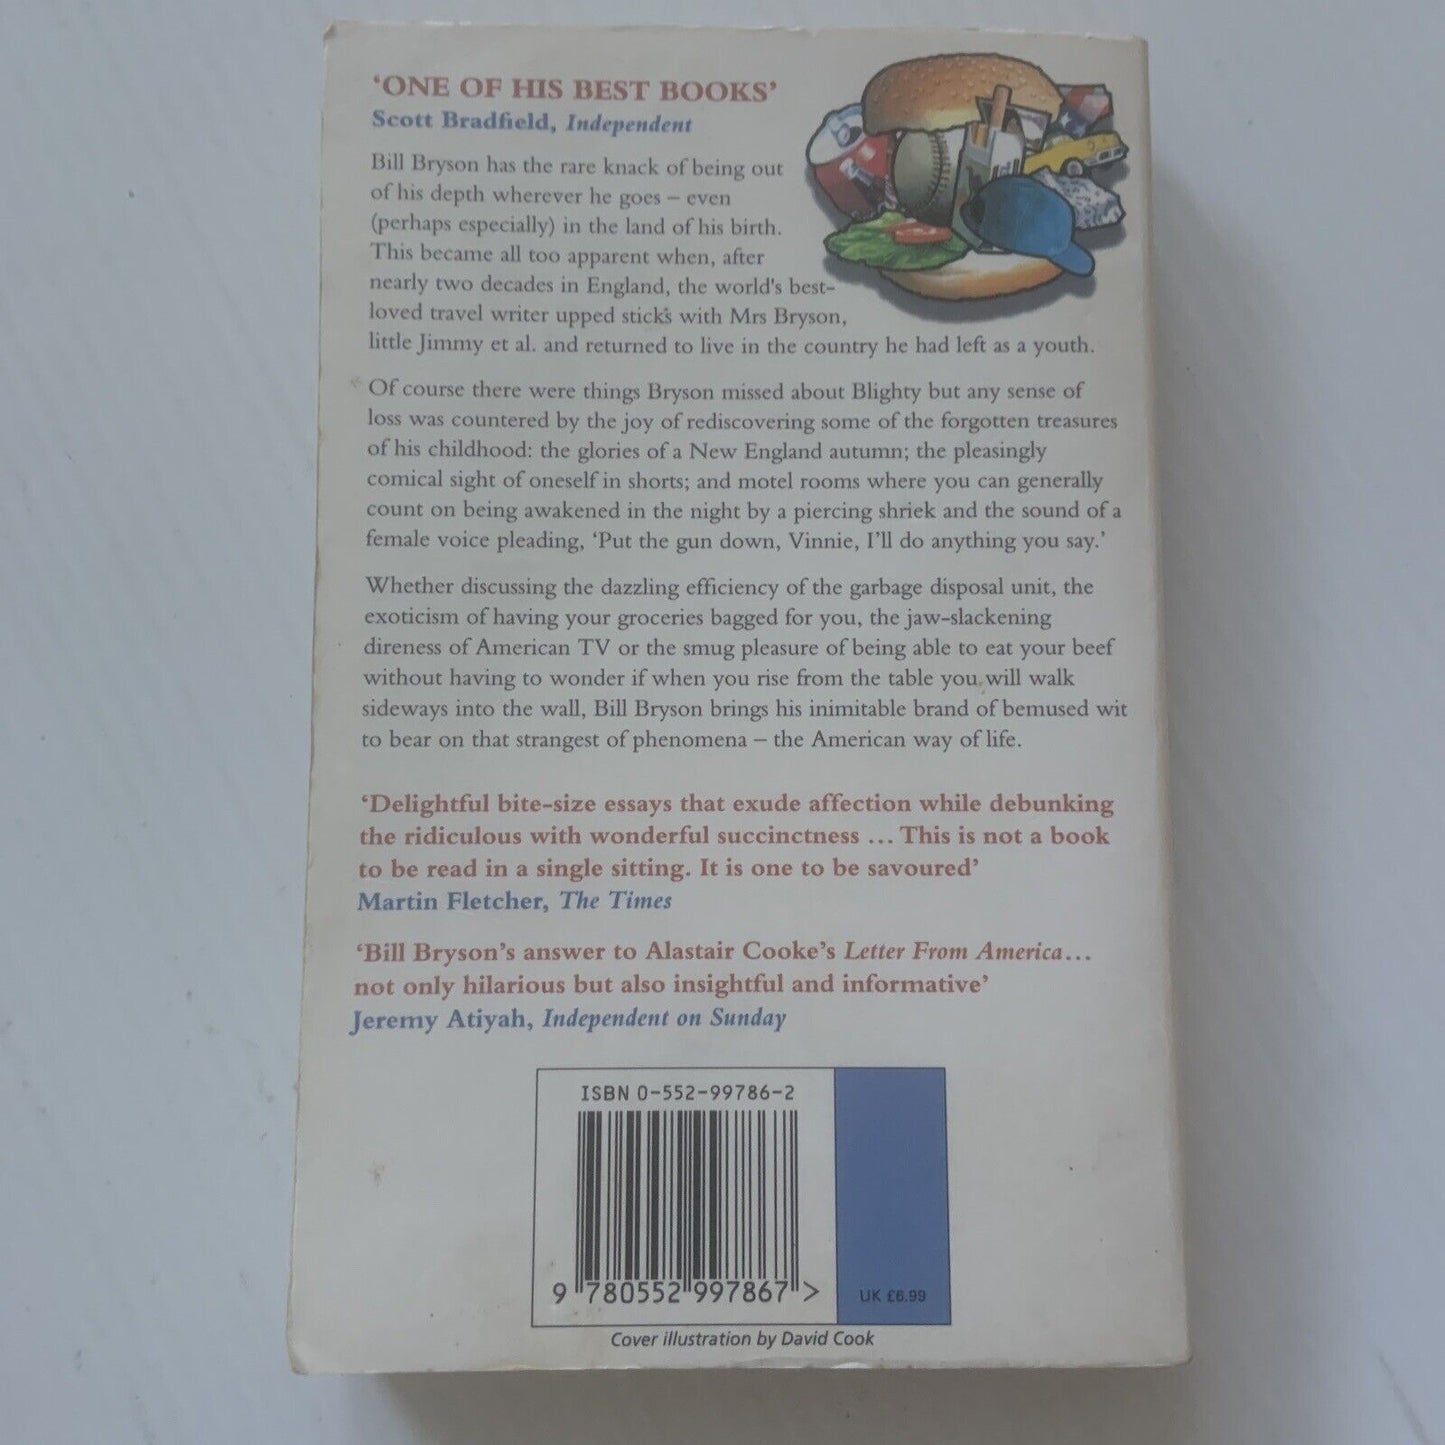 ‘ONE OF HIS BEST BOOKS’
Scott Bradfield, Independent
Bill Bryson has the rare knack of being out
of his depth wherever he goes – even
(perhaps especially) in the land of his birth.
This became all too apparent when, after
nearly two decades in England, the world's best-
loved travel writer upped sticks with Mrs Bryson,
little Jimmy et al. and returned to live in the country he had left as a youth.
Of course there were things Bryson missed about Blighty but any sense of
loss was countered by the joy of rediscovering some of the forgotten treasures
of his childhood: the glories of a New England autumn; the pleasingly
comical sight of oneself in shorts; and motel rooms where you can generally
count on being awakened in the night by a piercing shriek and the sound of a
female voice pleading, ‘Put the gun down, Vinnie, I’ll do anything you say.’
Whether discussing the dazzling efficiency of the garbage disposal unit, the
exoticism of having your groceries bagged for you, the jaw-slackening
direness of American TV or the smug pleasure of being able to eat your beef
without having to wonder if when you rise from the table you will walk
sideways into the wall, Bill Bryson brings his inimitable brand of bemused wit
to bear on that strangest of phenomena – the American way of life.
‘Delightful bite-size essays that exude affection while debunking
the ridiculous with wonderful succinctness … This is not a book
to be read in a single sitting. It is one to be savoured’
Martin Fletcher, The Times
‘Bill Bryson’s answer to Alastair Cooke’s Letter From America…
not only hilarious but also insightful and informative’
Jeremy Atiyah, Independent on Sunday
ISBN 0-552-99786-2
9 780552 997867 >
UK £6.99
Cover illustration by David Cook